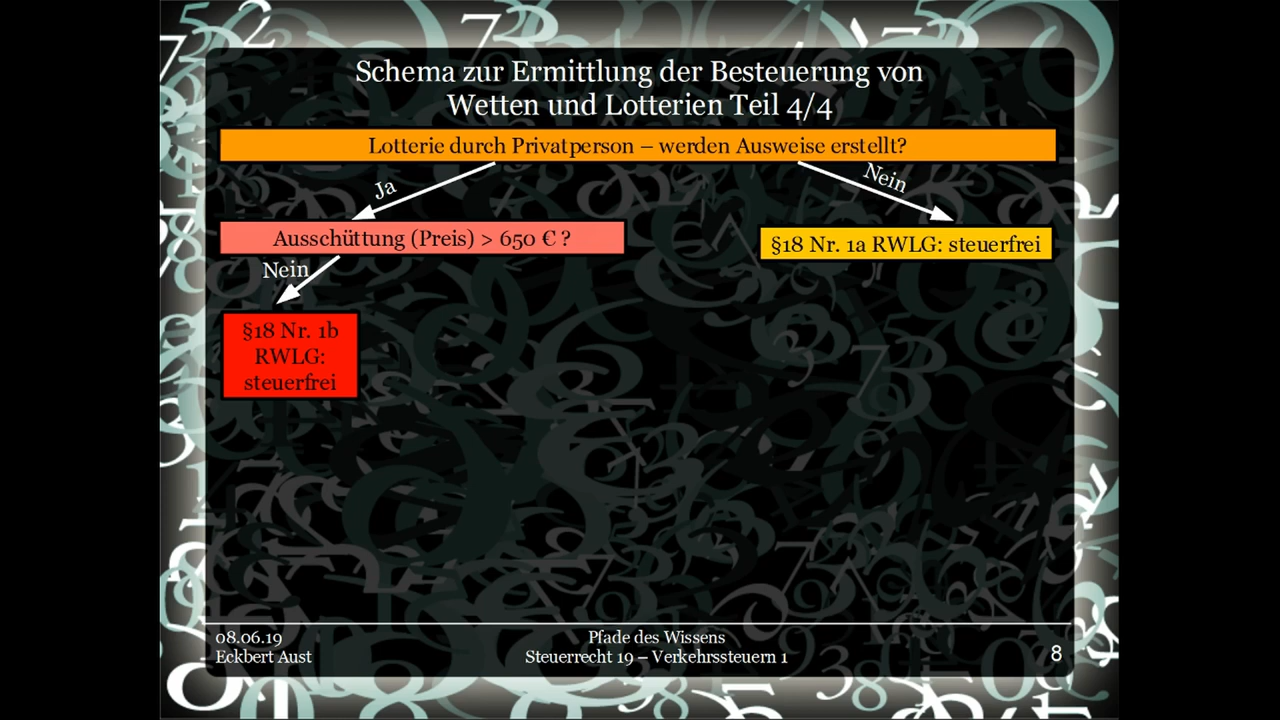 Schema zur Ermittlung der Besteuerung von
Wetten und Lotterien Teil 4/4
Lotterie durch Privatperson – werden Ausweise erstellt?
Ja
Nein
Ausschüttung (Preis) > 650 € ?
§18 Nr. 1a RWLG: steuerfrei
Nein
§18 Nr. 1b
RWLG:
steuerfrei
08.06.19
Eckbert Aust
Pfade des Wissens
Steuerrecht 19 – Verkehrssteuern 1
8